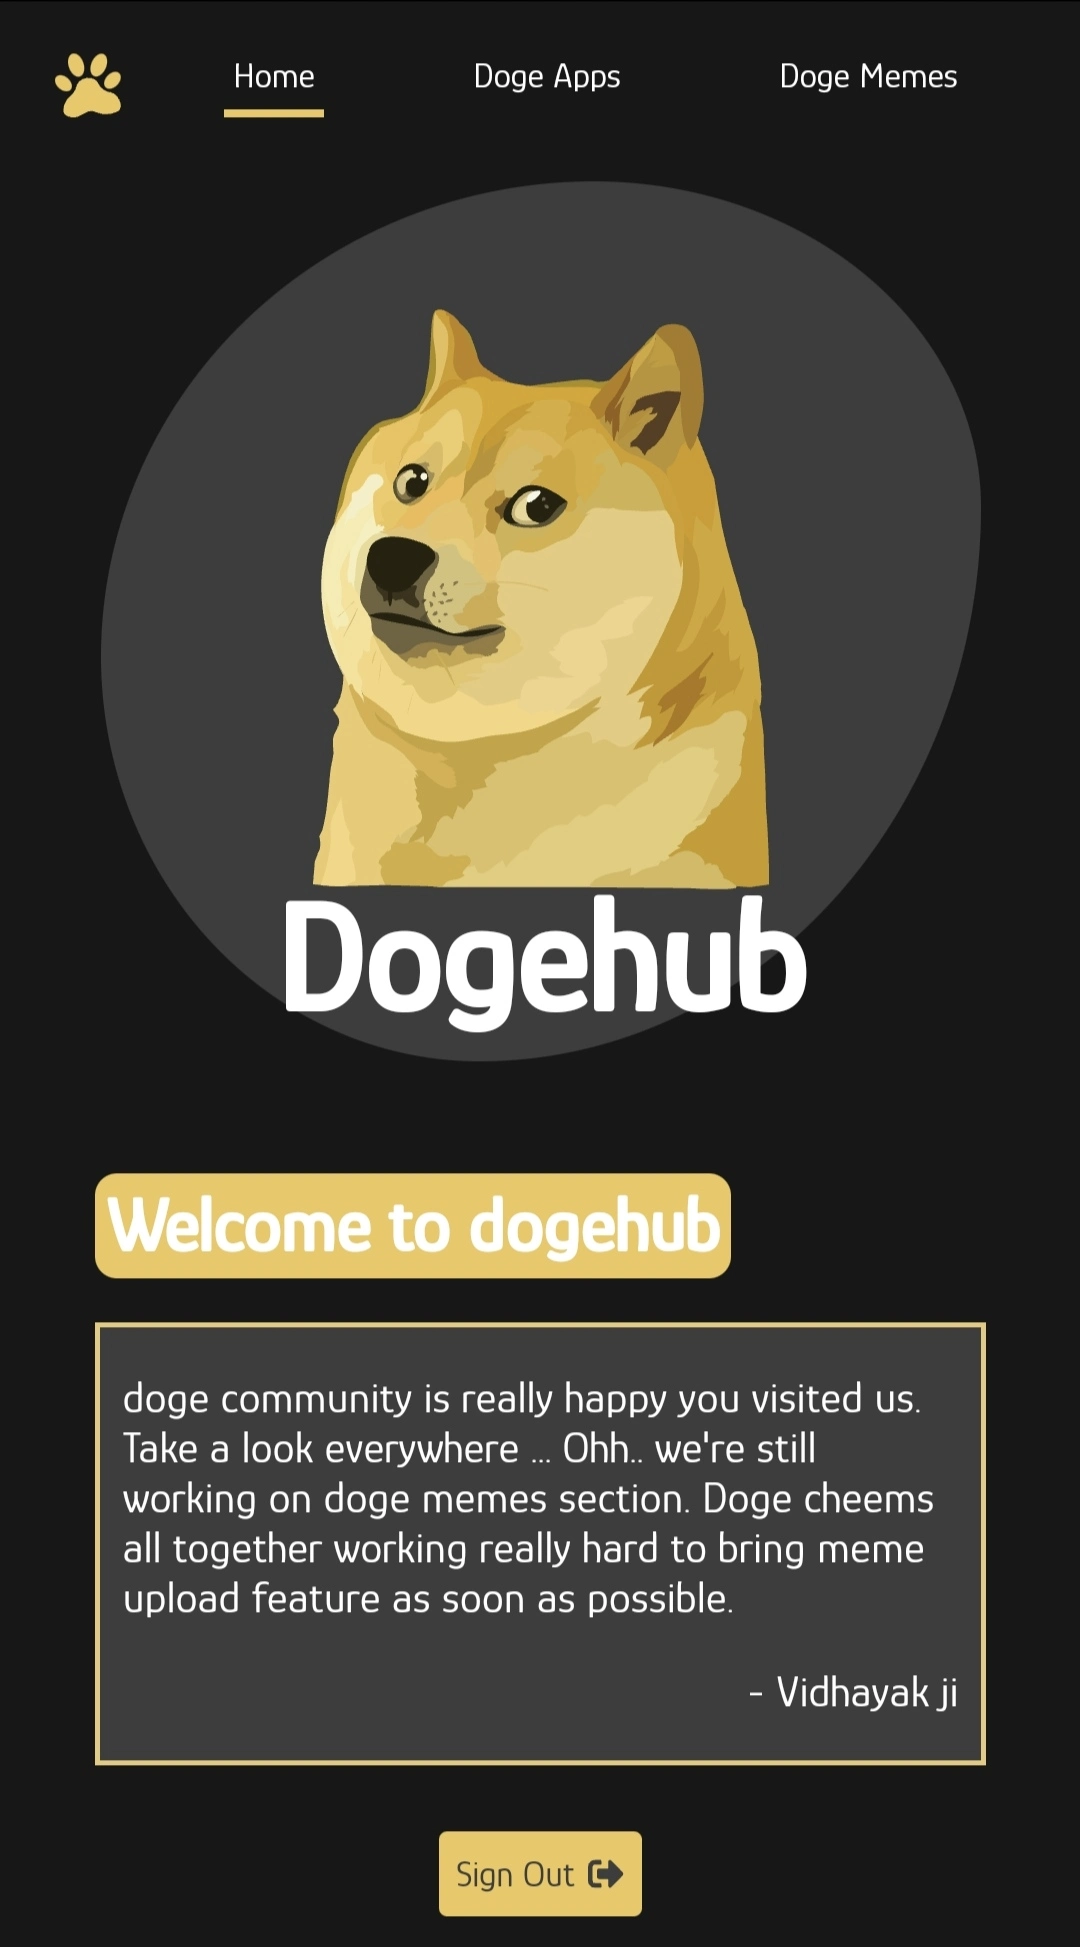 Home
Doge Apps
Doge Memes
Dogehub
Welcome to dogehub
doge community is really happy you visited us.
Take a look everywhere ... Ohh.. we're still
working on doge memes section. Doge cheems
all together working really hard to bring meme
upload feature as soon as possible.
- Vidhayak ji
Sign Out